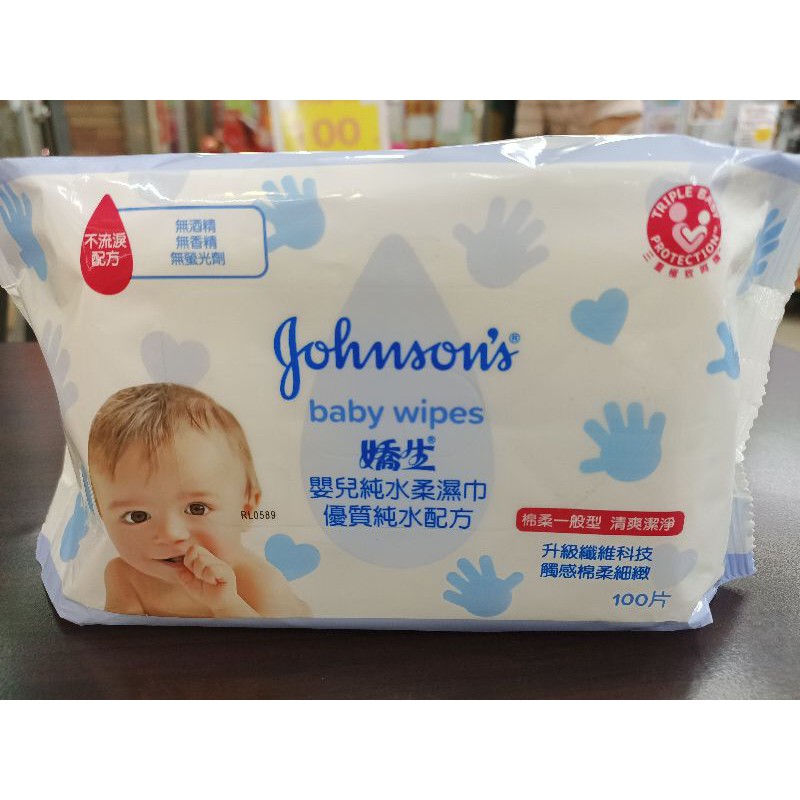 00
不流淚
配方
無酒精
無香精
無螢光劑
TRIPLE BABY
PROTECTION™
Johnson's®
baby wipes
嬌生®
嬰兒純水柔濕巾
優質純水配方
RL0589
棉柔一般型 清爽潔淨
升級纖維科技
觸感棉柔細緻
100片